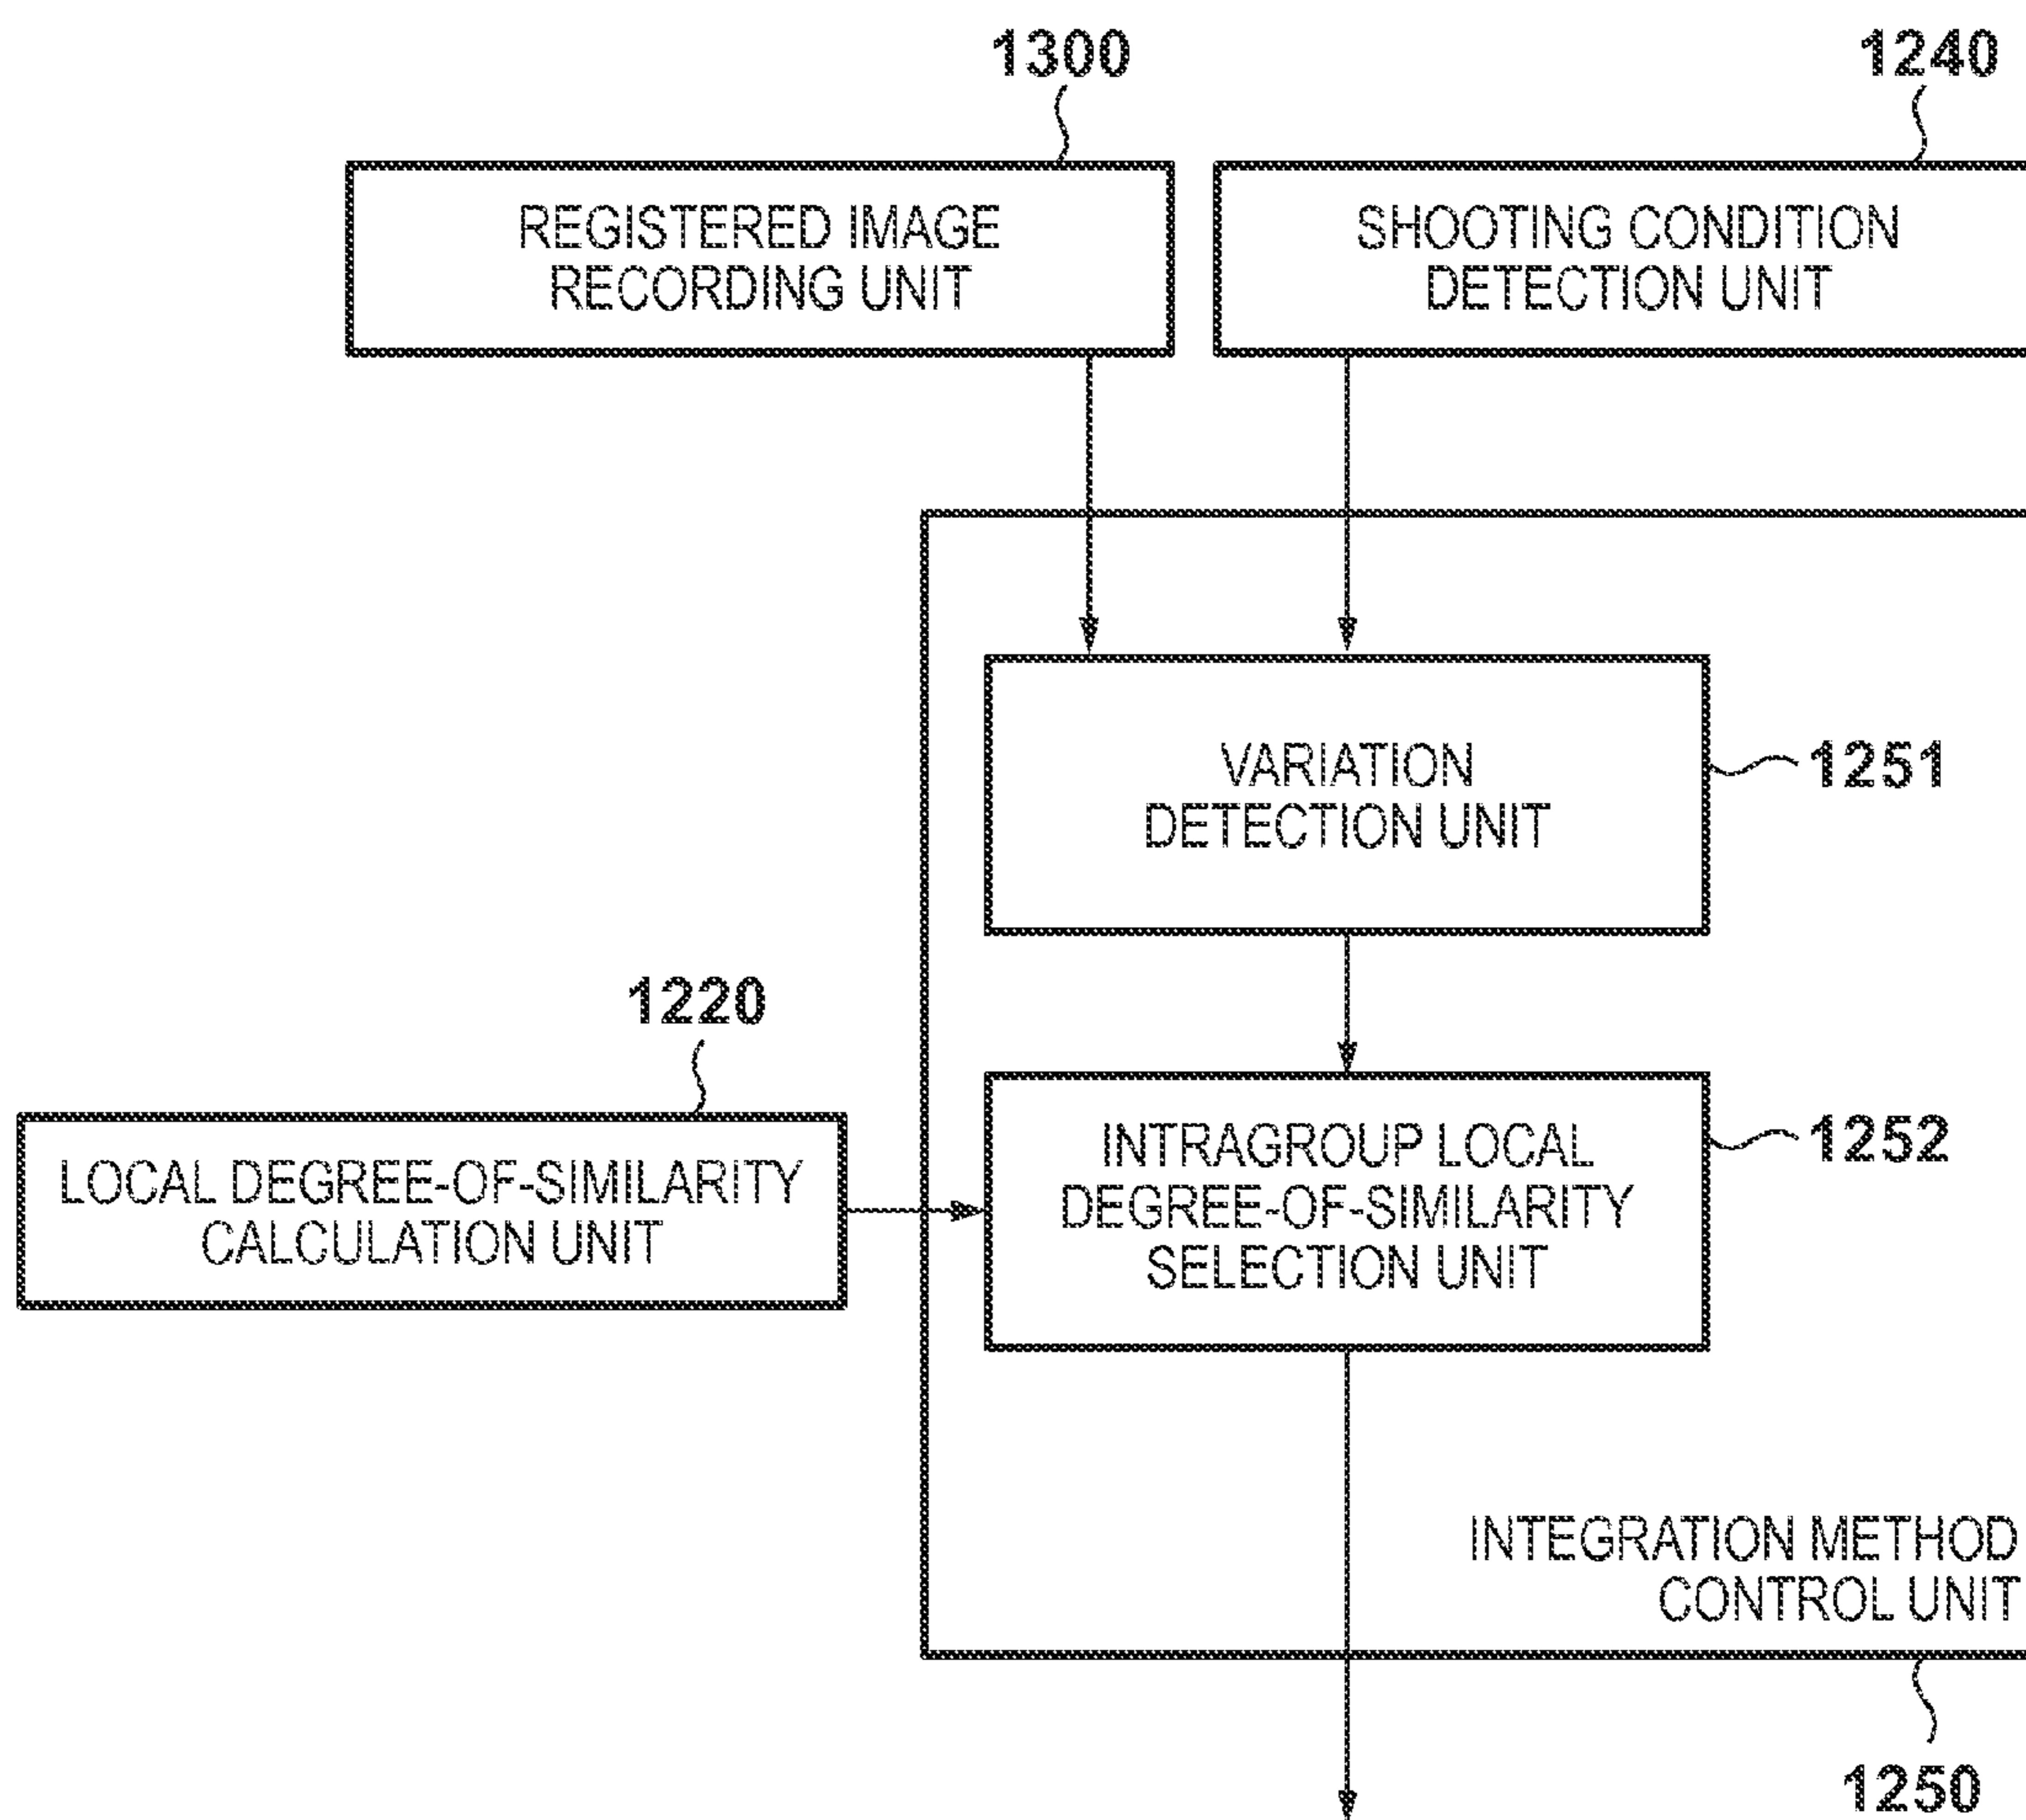 1300
1240
REGISTERED IMAGE
RECORDING UNIT
SHOOTING CONDITION
DETECTION UNIT
VARIATION
DETECTION UNIT
1251
1220
LOCAL DEGREE-OF-SIMILARITY
CALCULATION UNIT
INTRAGROUP LOCAL
DEGREE-OF-SIMILARITY
SELECTION UNIT
1252
INTEGRATION METHOD
CONTROL UNIT
1250